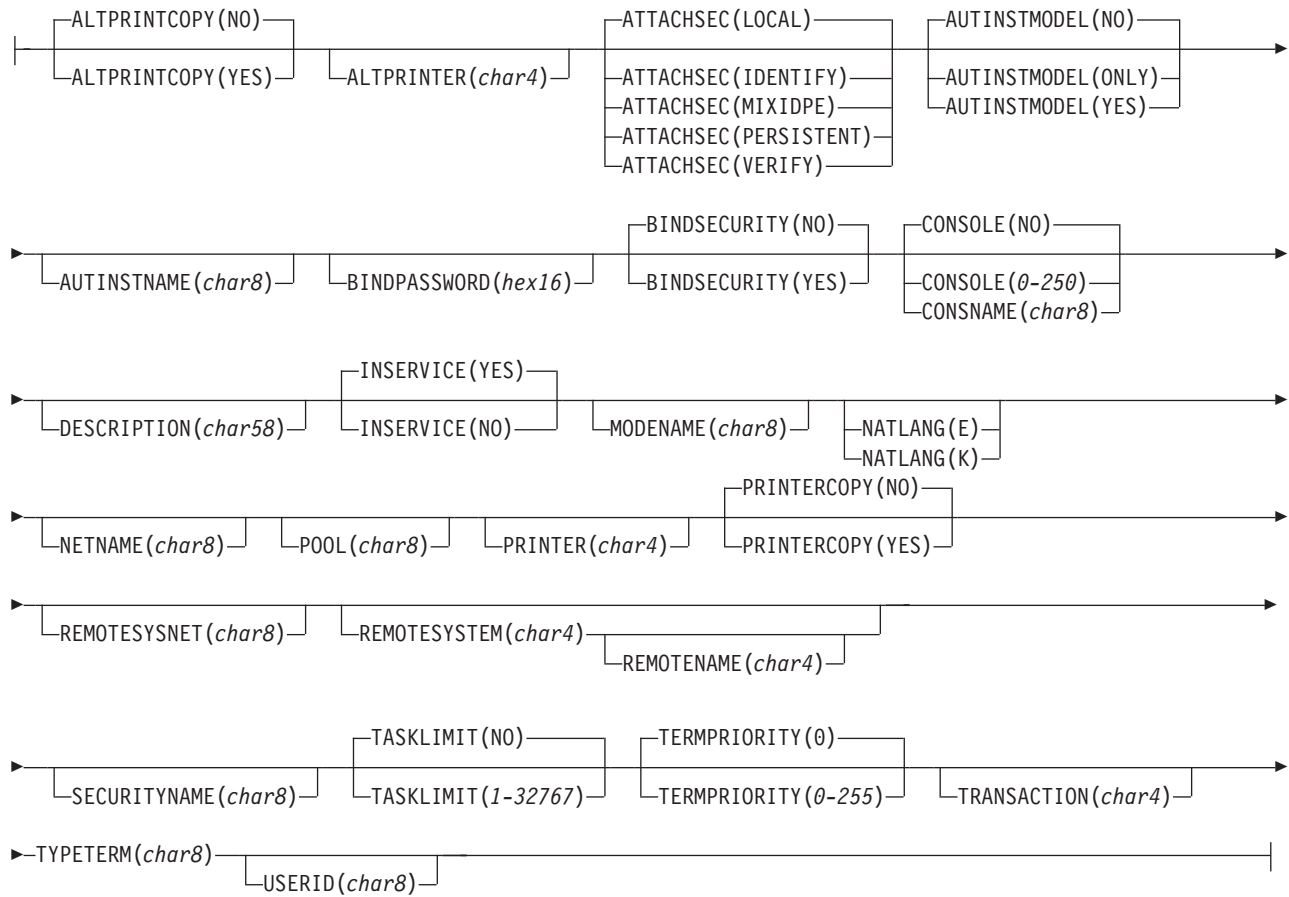 ALTPRINTCOPY(NO) ATTACHSEC(LOCAL) AUTINSTMODEL(NO)
ALTPRINTCOPY(YES) ALTPRINTER(char4) ATTACHSEC(IDENTIFY) AUTINSTMODEL(ONLY)
ATTACHSEC(MIXIDPE) AUTINSTMODEL(YES)
ATTACHSEC(PERSISTENT)
ATTACHSEC(VERIFY)
BINDSECURITY(NO) CONSOLE(NO)
AUTINSTNAME(char8) BINDPASSWORD(hex16) BINDSECURITY(YES) CONSOLE(0-250)
CONSNAME(char8)
INSERVICE(YES)
DESCRIPTION(char58) INSERVICE(NO) MODENAME(char8) NATLANG(E)
NATLANG(K)
PRINTERCOPY(NO)
NETNAME(char8) POOL(char8) PRINTER(char4) PRINTERCOPY(YES)
REMOTESYSNET(char8) REMOTESYSTEM(char4)
REMOTENAME(char4)
TASKLIMIT(NO) TERMPRIORITY(0)
SECURITYNAME(char8) TASKLIMIT(1-32767) TERMPRIORITY(0-255) TRANSACTION(char4)
TYPETERM(char8)
USERID(char8)